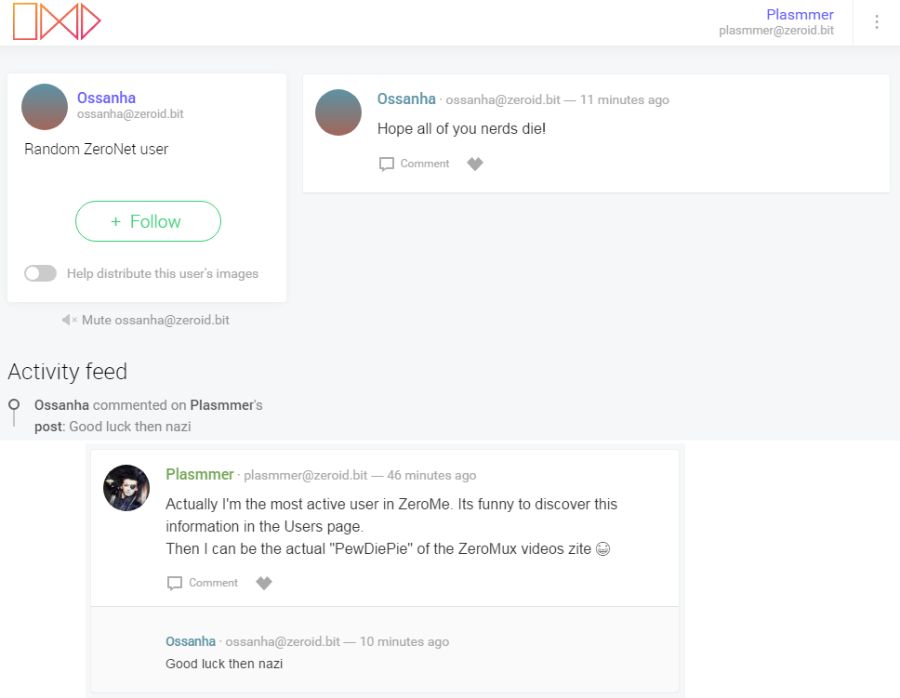 Plasmmer
plasmmer@zeroid.bit
Ossanha
ossanha@zeroid.bit
Random ZeroNet user
+ Follow
Help distribute this user's images
Mute ossanha@zeroid.bit
Ossanha · ossanha@zeroid.bit — 11 minutes ago
Hope all of you nerds die!
Comment
Activity feed
Ossanha commented on Plasmmer's
post: Good luck then nazi
Plasmmer · plasmmer@zeroid.bit — 46 minutes ago
Actually I'm the most active user in ZeroMe. Its funny to discover this
information in the Users page.
Then I can be the actual "PewDiePie" of the ZeroMux videos zite 😀
Comment
Ossanha · ossanha@zeroid.bit — 10 minutes ago
Good luck then nazi